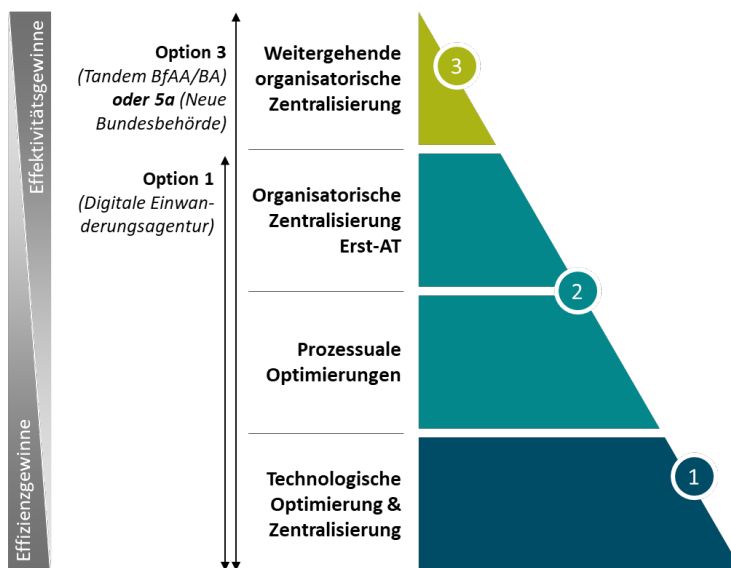 Effektivitätsgewinne
Effizienzgewinne
Option 3
(Tandem BfAA/BA)
oder 5a (Neue
Bundesbehörde)
Option 1
(Digitale Einwan-
derungsagentur)
Weitergehende
organisatorische
Zentralisierung
3
Organisatorische
Zentralisierung
Erst-AT
2
Prozessuale
Optimierungen
Technologische
Optimierung &
Zentralisierung
1